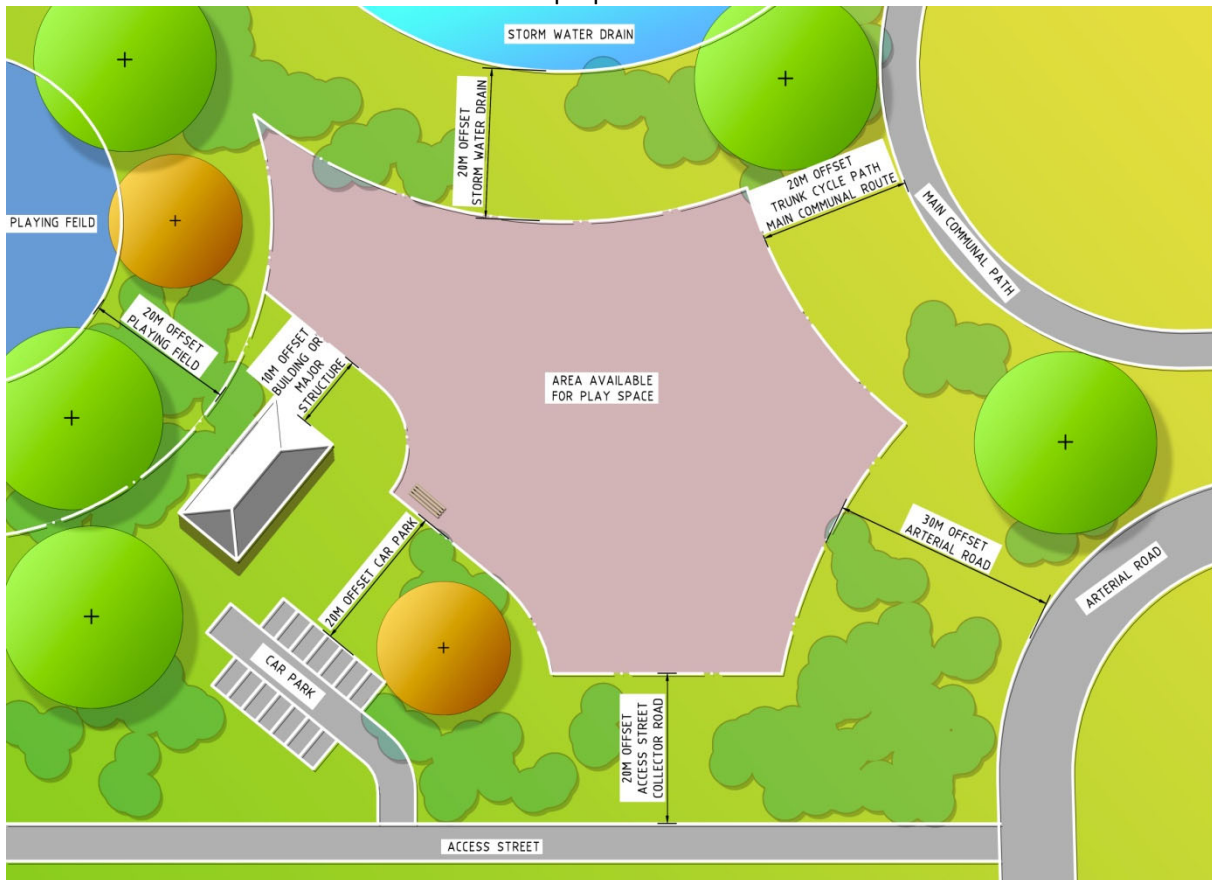 STORM WATER DRAIN
20M OFFSET
STORM WATER DRAIN
20M OFFSET
TRUNK CYCLE PATH
MAIN COMMUNAL ROUTE
PLAYING FEILD
MAIN COMMUNAL PATH
20M OFFSET
PLAYING FIELD
10M OFFSET
BUILDING OR
MAJOR
STRUCTURE
AREA AVAILABLE
FOR PLAY SPACE
20M OFFSET CAR PARK
30M OFFSET
ARTERIAL ROAD
ARTERIAL ROAD
CAR PARK
20M OFFSET
ACCESS STREET
COLLECTOR ROAD
ACCESS STREET